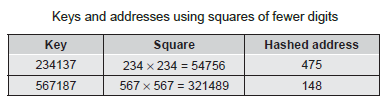 Keys and addresses using squares of fewer digits
Key Square Hashed address
234137 234 × 234 = 54756 475
567187 567 × 567 = 321489 148